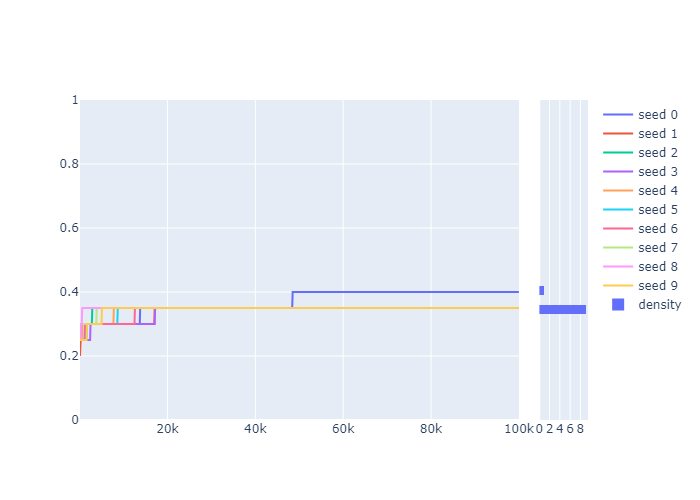 1
0.8
0.6
0.4
0.2
0
20k
40k
60k
80k
100k
0 2 4 6 8
seed 0
seed 1
seed 2
seed 3
seed 4
seed 5
seed 6
seed 7
seed 8
seed 9
density